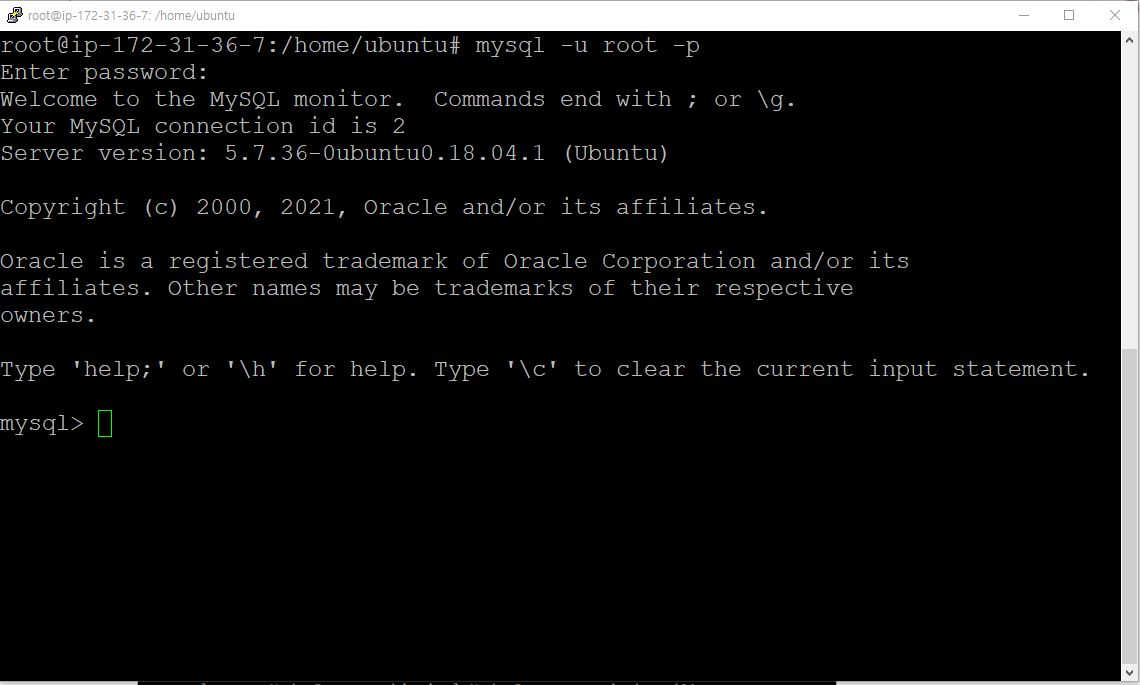 root@ip-172-31-36-7: /home/ubuntu
root@ip-172-31-36-7:/home/ubuntu# mysql -u root -p
Enter password:
Welcome to the MySQL monitor.  Commands end with ; or \g.
Your MySQL connection id is 2
Server version: 5.7.36-0ubuntu0.18.04.1 (Ubuntu)

Copyright (c) 2000, 2021, Oracle and/or its affiliates.

Oracle is a registered trademark of Oracle Corporation and/or its
affiliates. Other names may be trademarks of their respective
owners.

Type 'help;' or '\h' for help. Type '\c' to clear the current input statement.

mysql>